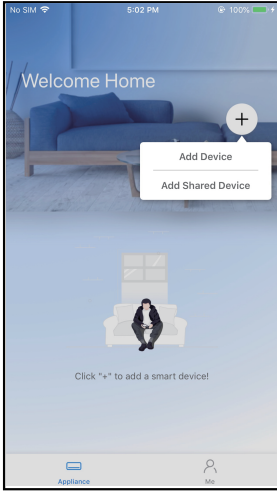 No SIM 5:02 PM 100%
Welcome Home
+
Add Device
Add Shared Device
Click "+" to add a smart device!
Appliance Me